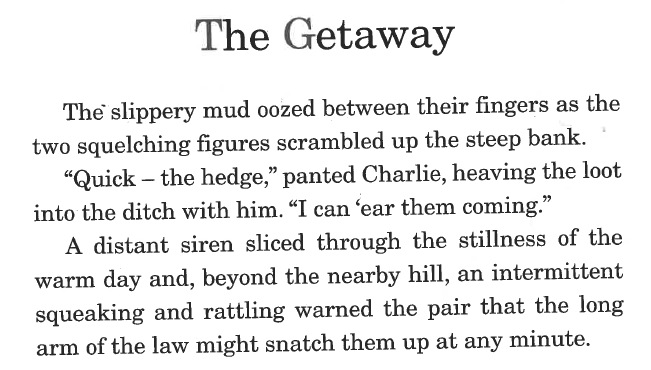 The Getaway
The slippery mud oozed between their fingers as the
two squelching figures scrambled up the steep bank.
“Quick – the hedge,” panted Charlie, heaving the loot
into the ditch with him. “I can ‘ear them coming.”
A distant siren sliced through the stillness of the
warm day and, beyond the nearby hill, an intermittent
squeaking and rattling warned the pair that the long
arm of the law might snatch them up at any minute.